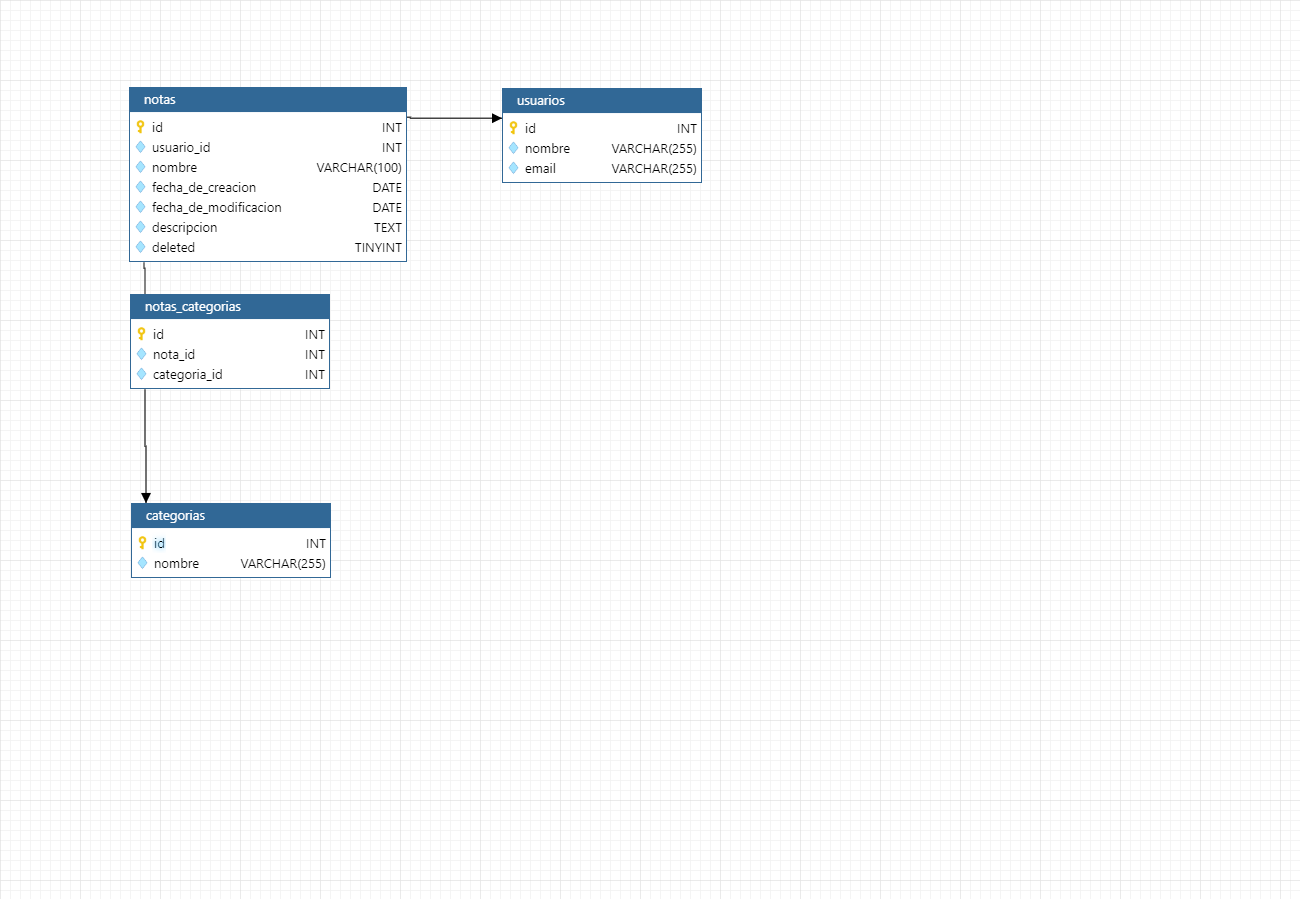 notas
id INT
usuario_id INT
nombre VARCHAR(100)
fecha_de_creacion DATE
fecha_de_modificacion DATE
descripcion TEXT
deleted TINYINT
usuarios
id INT
nombre VARCHAR(255)
email VARCHAR(255)
notas_categorias
id INT
nota_id INT
categoria_id INT
categorias
id INT
nombre VARCHAR(255)